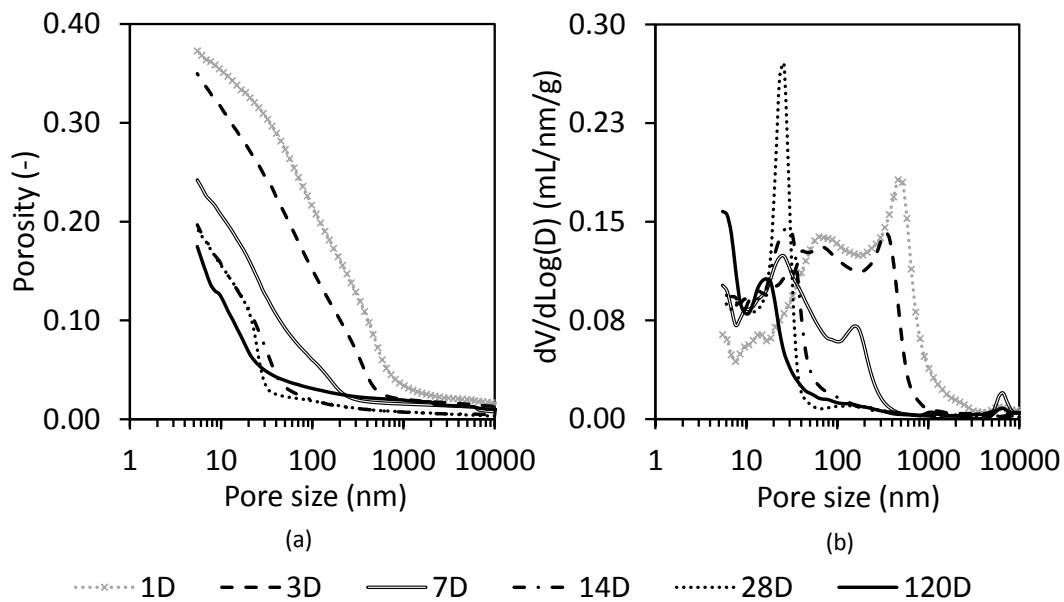 0.40
0.30
0.20
0.10
0.00
Porosity (-)
1 10 100 1000 10000
Pore size (nm)
(a)
0.30
0.23
0.15
0.08
0.00
dV/dLog(D) (mL/nm/g)
1 10 100 1000 10000
Pore size (nm)
(b)
1D 3D 7D 14D 28D 120D